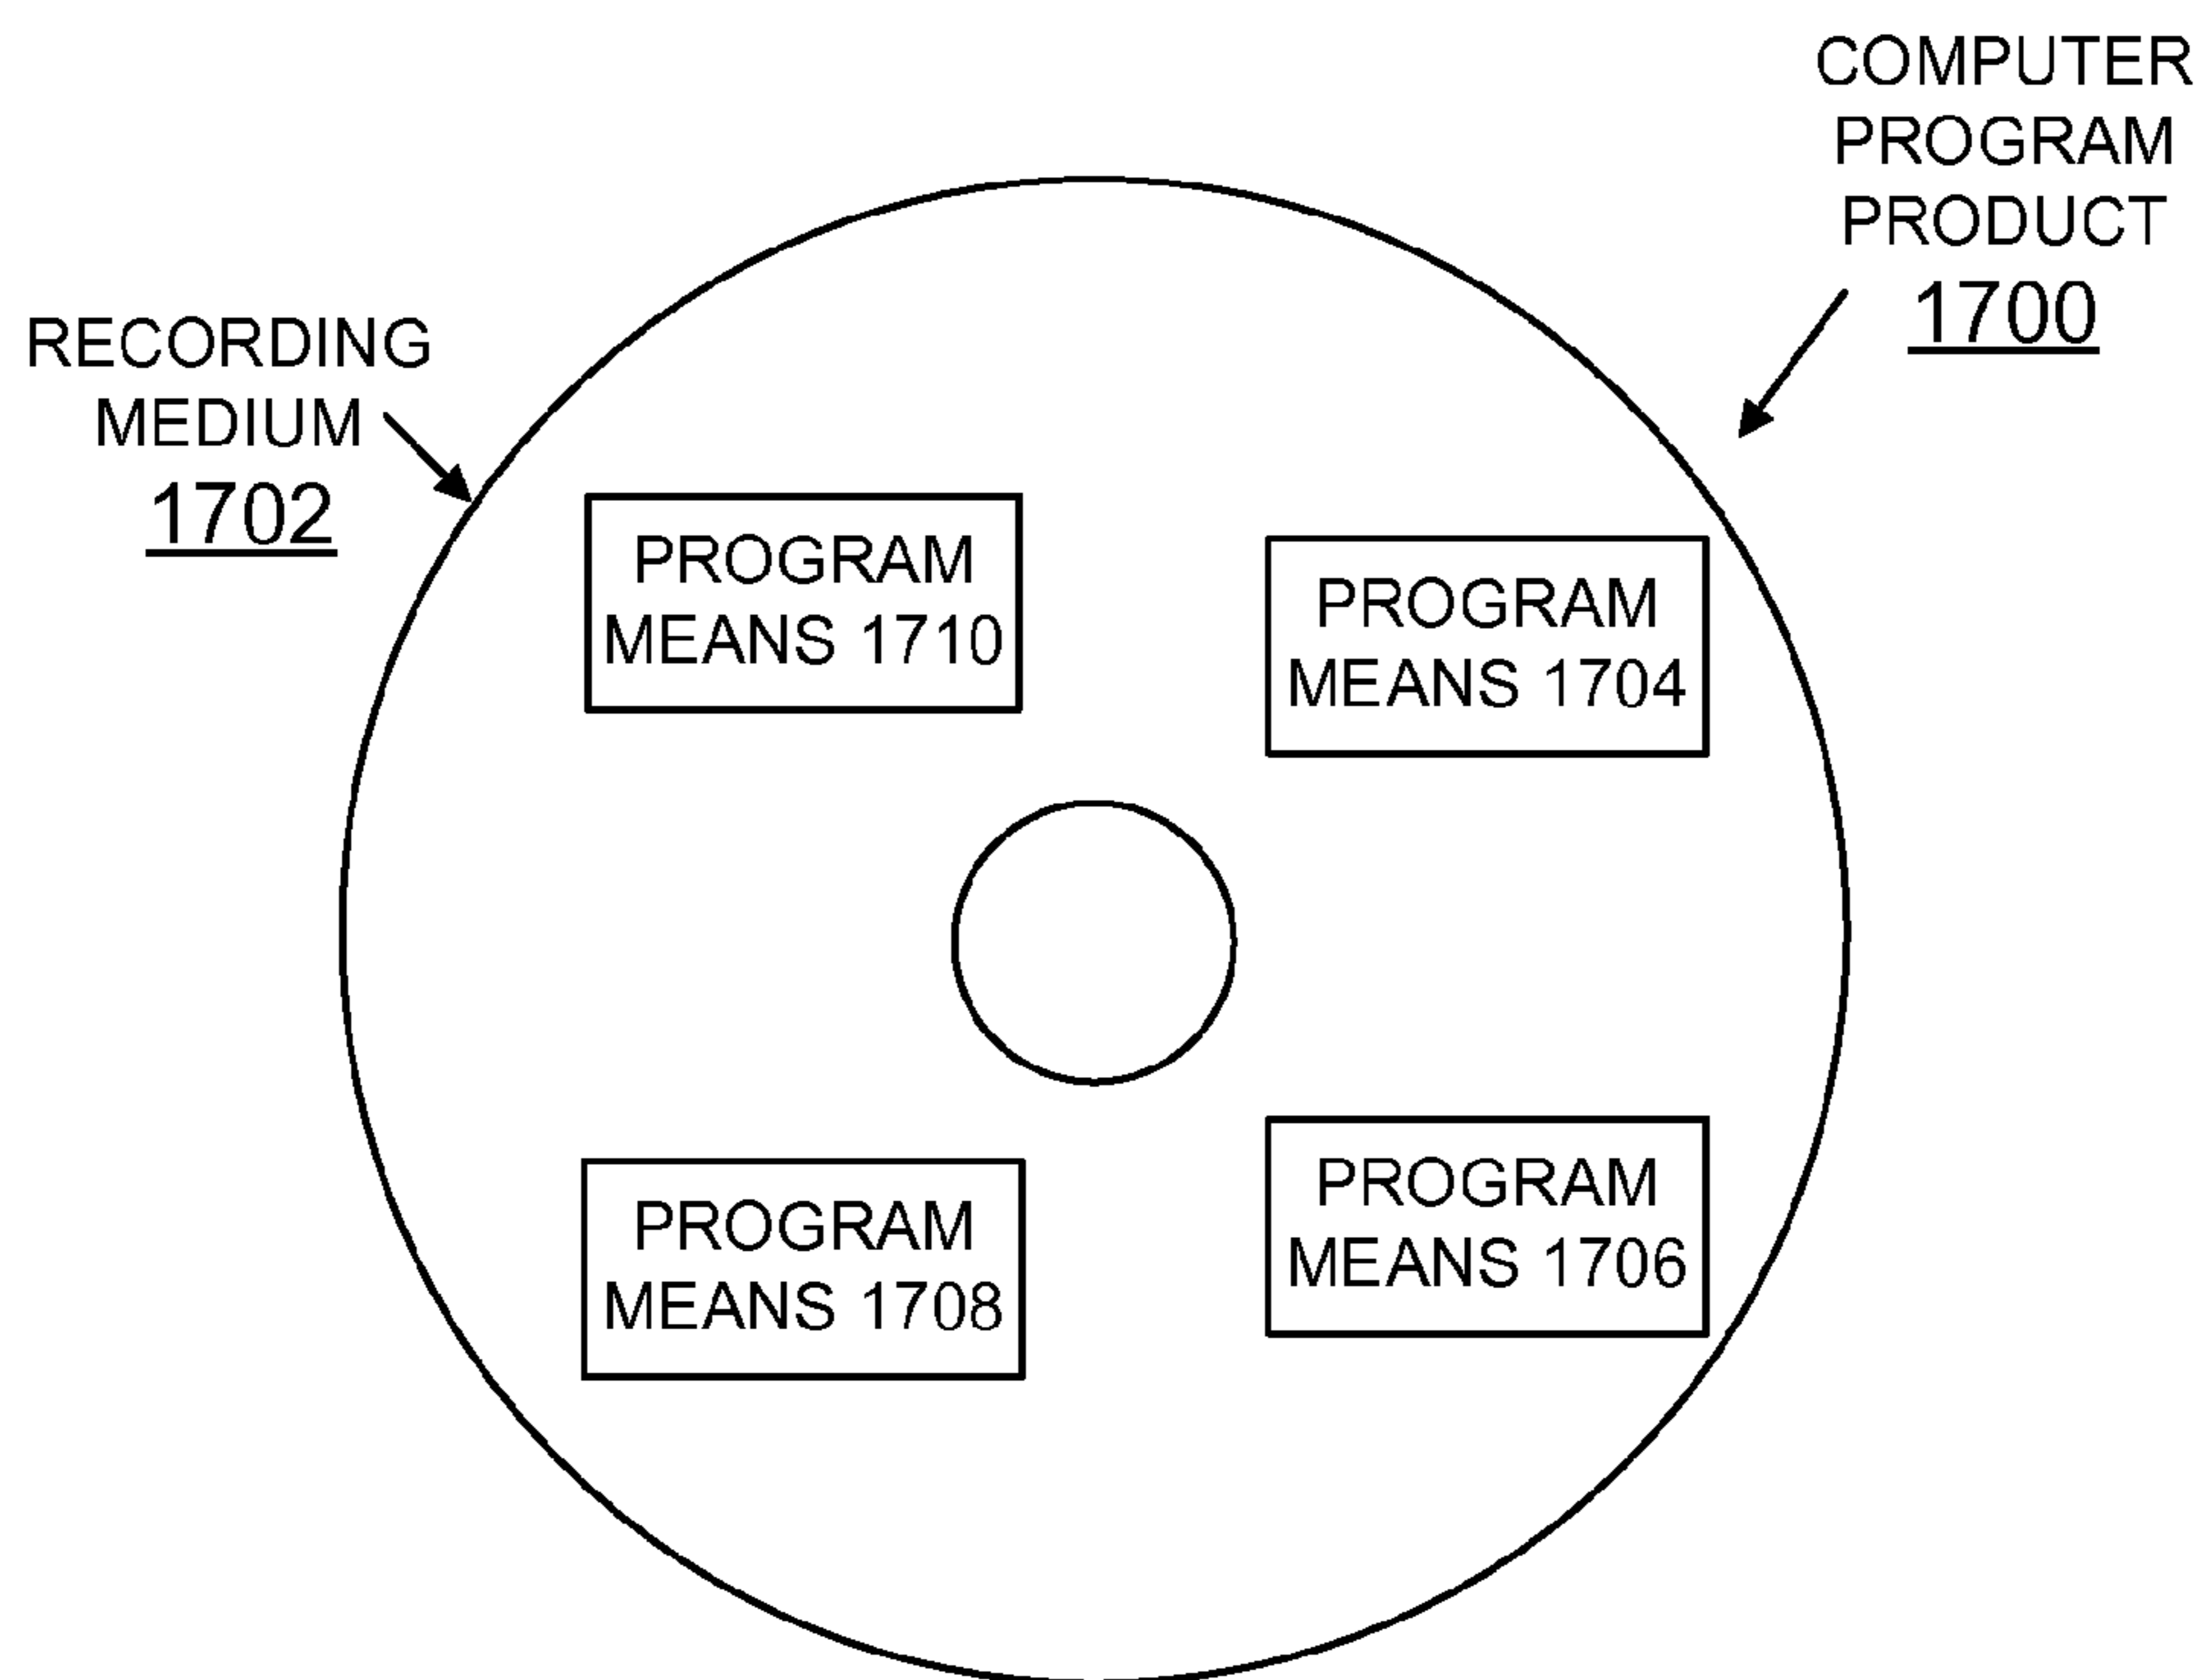 COMPUTER
PROGRAM
PRODUCT
1700
RECORDING
MEDIUM
1702
PROGRAM
MEANS 1710
PROGRAM
MEANS 1704
PROGRAM
MEANS 1708
PROGRAM
MEANS 1706